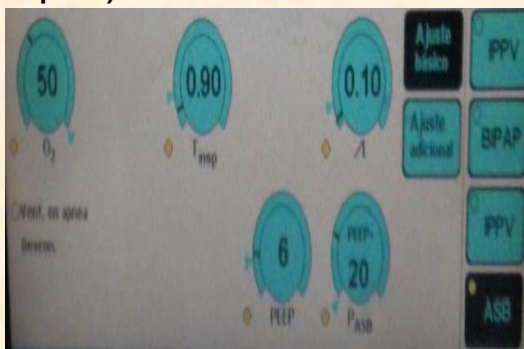 50
0.90
0.10
Ajuste
básico
IPPV
O2
Tinsp
Ajuste
adicional
BIPAP
Vent. en apnea
Descon.
6
PEEP+
20
IPPV
PEEP
PASB
ASB